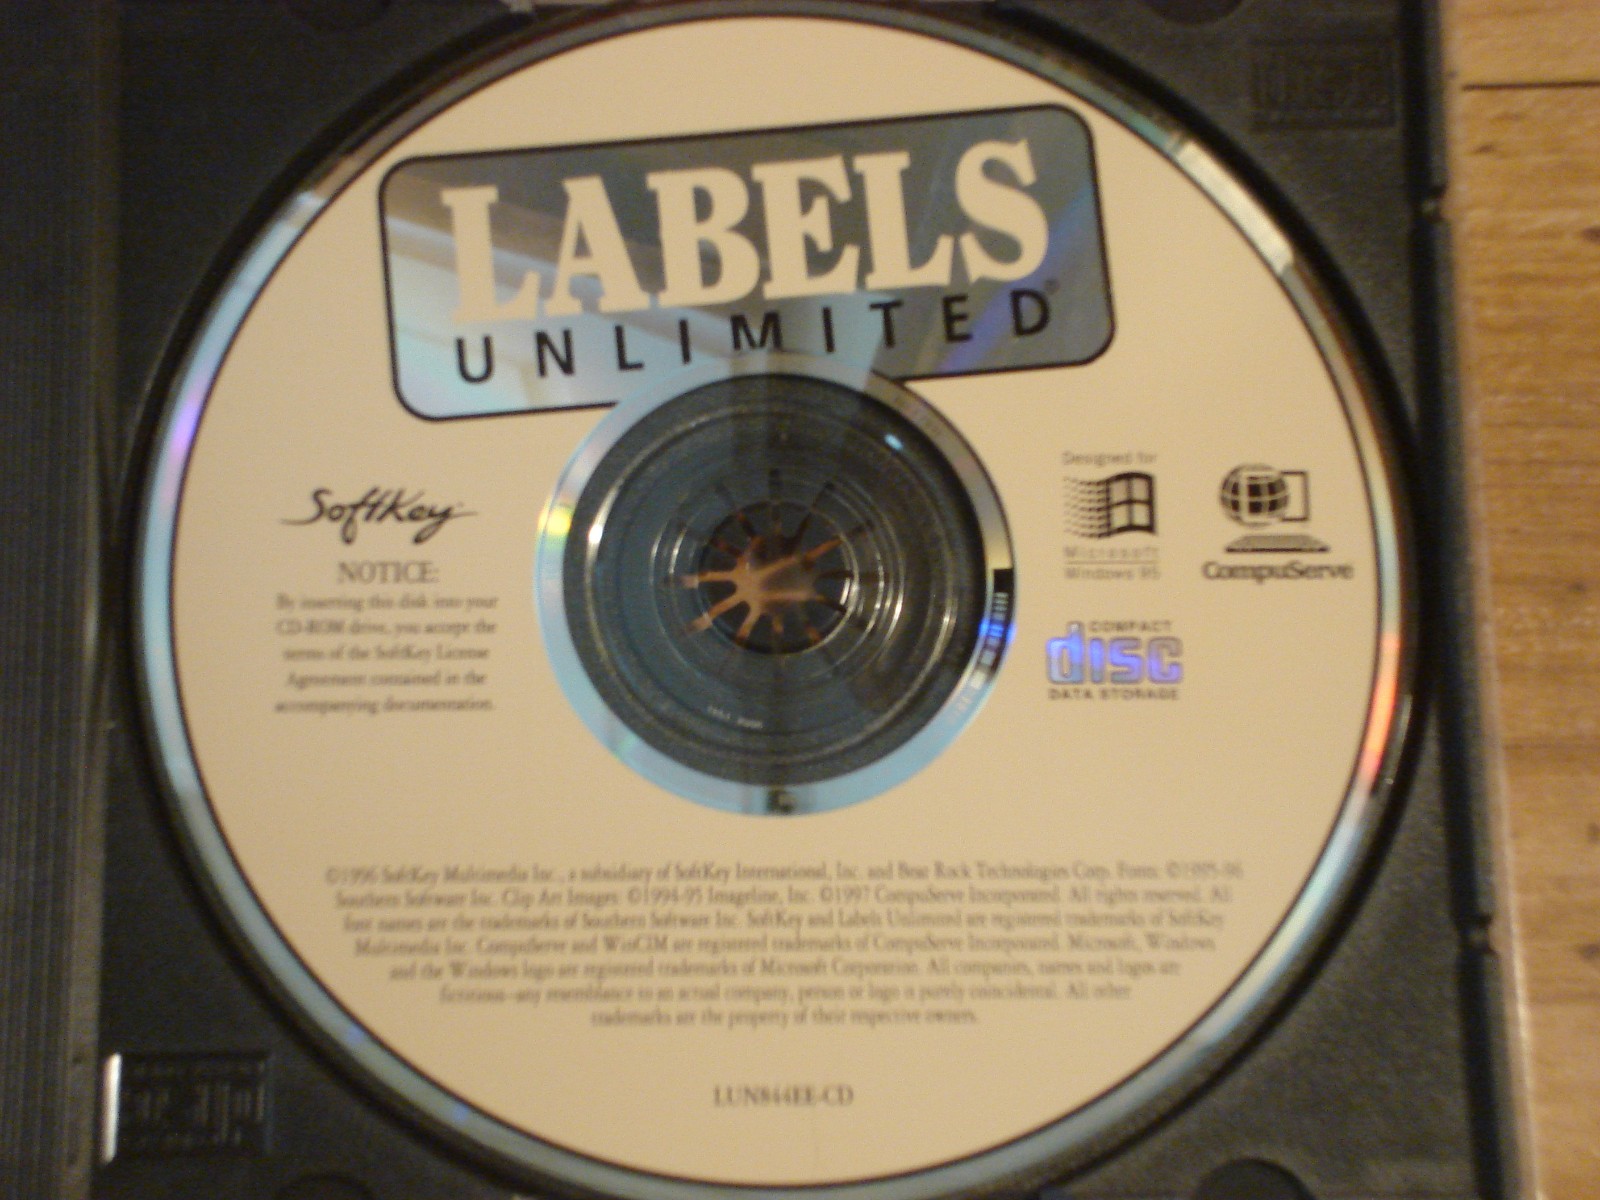 LABELS
UNLIMITED®
SoftKey
NOTICE:
By inserting this disk into your
CD-ROM drive, you accept the
terms of the SoftKey License
Agreement contained in the
accompanying documentation.
Designed for
Microsoft
Windows 95
CompuServe
COMPACT
disc
DATA STORAGE
©1996 SoftKey Multimedia Inc., a subsidiary of SoftKey International, Inc. and Bear Rock Technologies Corp. Fonts: ©1995-96
Southern Software Inc. Clip Art Images: ©1994-95 Imageline, Inc. ©1997 CompuServe Incorporated. All rights reserved. All
font names are the trademarks of Southern Software Inc. SoftKey and Labels Unlimited are registered trademarks of SoftKey
Multimedia Inc. CompuServe and WinCIM are registered trademarks of CompuServe Incorporated. Microsoft, Windows
and the Windows logo are registered trademarks of Microsoft Corporation. All companies, names and logos are
fictitious–any resemblance to an actual company, person or logo is purely coincidental. All other
trademarks are the property of their respective owners.
LUN844EE-CD